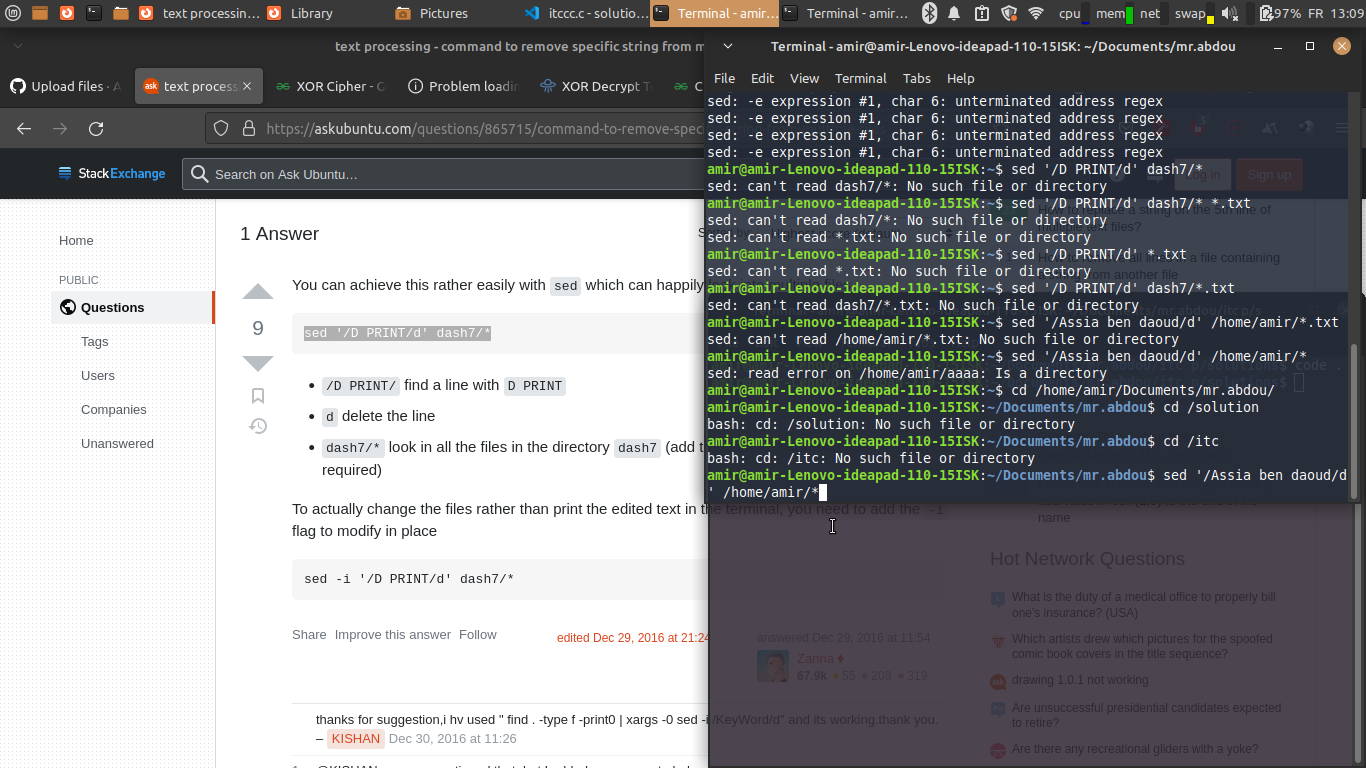 text processin...
Library
Pictures
itccc.c - solutio...
Terminal - amir...
Terminal - amir...
cpu
mem
net
swap
297%
FR
13:09
text processing - command to remove specific string from m
Terminal - amir@amir-Lenovo-ideapad-110-15ISK: ~/Documents/mr.abdou
Upload files · A
text process
XOR Cipher - G
Problem loadin
XOR Decrypt T
File Edit View Terminal Tabs Help
https://askubuntu.com/questions/865715/command-to-remove-spec
StackExchange
Search on Ask Ubuntu…
Log in
Sign up
Home
PUBLIC
Questions
Tags
Users
Companies
Unanswered
1 Answer
9
You can achieve this rather easily with sed which can happily
sed '/D PRINT/d' dash7/*
/D PRINT/ find a line with D PRINT
d delete the line
dash7/* look in all the files in the directory dash7 (add t
required)
To actually change the files rather than print the edited text in the terminal, you need to add the -i
flag to modify in place
sed -i '/D PRINT/d' dash7/*
Share Improve this answer Follow
edited Dec 29, 2016 at 21:24
answered Dec 29, 2016 at 11:54
Zanna ♦
67.9k 55 208 319
thanks for suggestion,i hv used " find . -type f -print0 | xargs -0 sed -i /KeyWord/d" and its working.thank you.
– KISHAN Dec 30, 2016 at 11:26
sed: -e expression #1, char 6: unterminated address regex
sed: -e expression #1, char 6: unterminated address regex
sed: -e expression #1, char 6: unterminated address regex
sed: -e expression #1, char 6: unterminated address regex
amir@amir-Lenovo-ideapad-110-15ISK:~$ sed '/D PRINT/d' dash7/*
sed: can't read dash7/*: No such file or directory
amir@amir-Lenovo-ideapad-110-15ISK:~$ sed '/D PRINT/d' dash7/* *.txt
sed: can't read dash7/*: No such file or directory
sed: can't read *.txt: No such file or directory
amir@amir-Lenovo-ideapad-110-15ISK:~$ sed '/D PRINT/d' *.txt
sed: can't read *.txt: No such file or directory
amir@amir-Lenovo-ideapad-110-15ISK:~$ sed '/D PRINT/d' dash7/*.txt
sed: can't read dash7/*.txt: No such file or directory
amir@amir-Lenovo-ideapad-110-15ISK:~$ sed '/Assia ben daoud/d' /home/amir/*.txt
sed: can't read /home/amir/*.txt: No such file or directory
amir@amir-Lenovo-ideapad-110-15ISK:~$ sed '/Assia ben daoud/d' /home/amir/*
sed: read error on /home/amir/aaaa: Is a directory
amir@amir-Lenovo-ideapad-110-15ISK:~$ cd /home/amir/Documents/mr.abdou/
amir@amir-Lenovo-ideapad-110-15ISK:~/Documents/mr.abdou$ cd /solution
bash: cd: /solution: No such file or directory
amir@amir-Lenovo-ideapad-110-15ISK:~/Documents/mr.abdou$ cd /itc
bash: cd: /itc: No such file or directory
amir@amir-Lenovo-ideapad-110-15ISK:~/Documents/mr.abdou$ sed '/Assia ben daoud/d
' /home/amir/*
How to replace a string on the 5th line of
multiple text files?
name
Hot Network Questions
What is the duty of a medical office to properly bill
one's insurance? (USA)
Which artists drew which pictures for the spoofed
comic book covers in the title sequence?
drawing 1.0.1 not working
Are unsuccessful presidential candidates expected
to retire?
Are there any recreational gliders with a yoke?